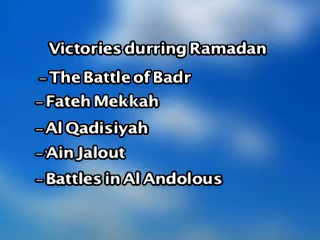 Victories durring Ramadan
- The Battle of Badr
- Fateh Mekkah
- Al Qadisiyah
- 'Ain Jalout
- Battles in Al Andolous